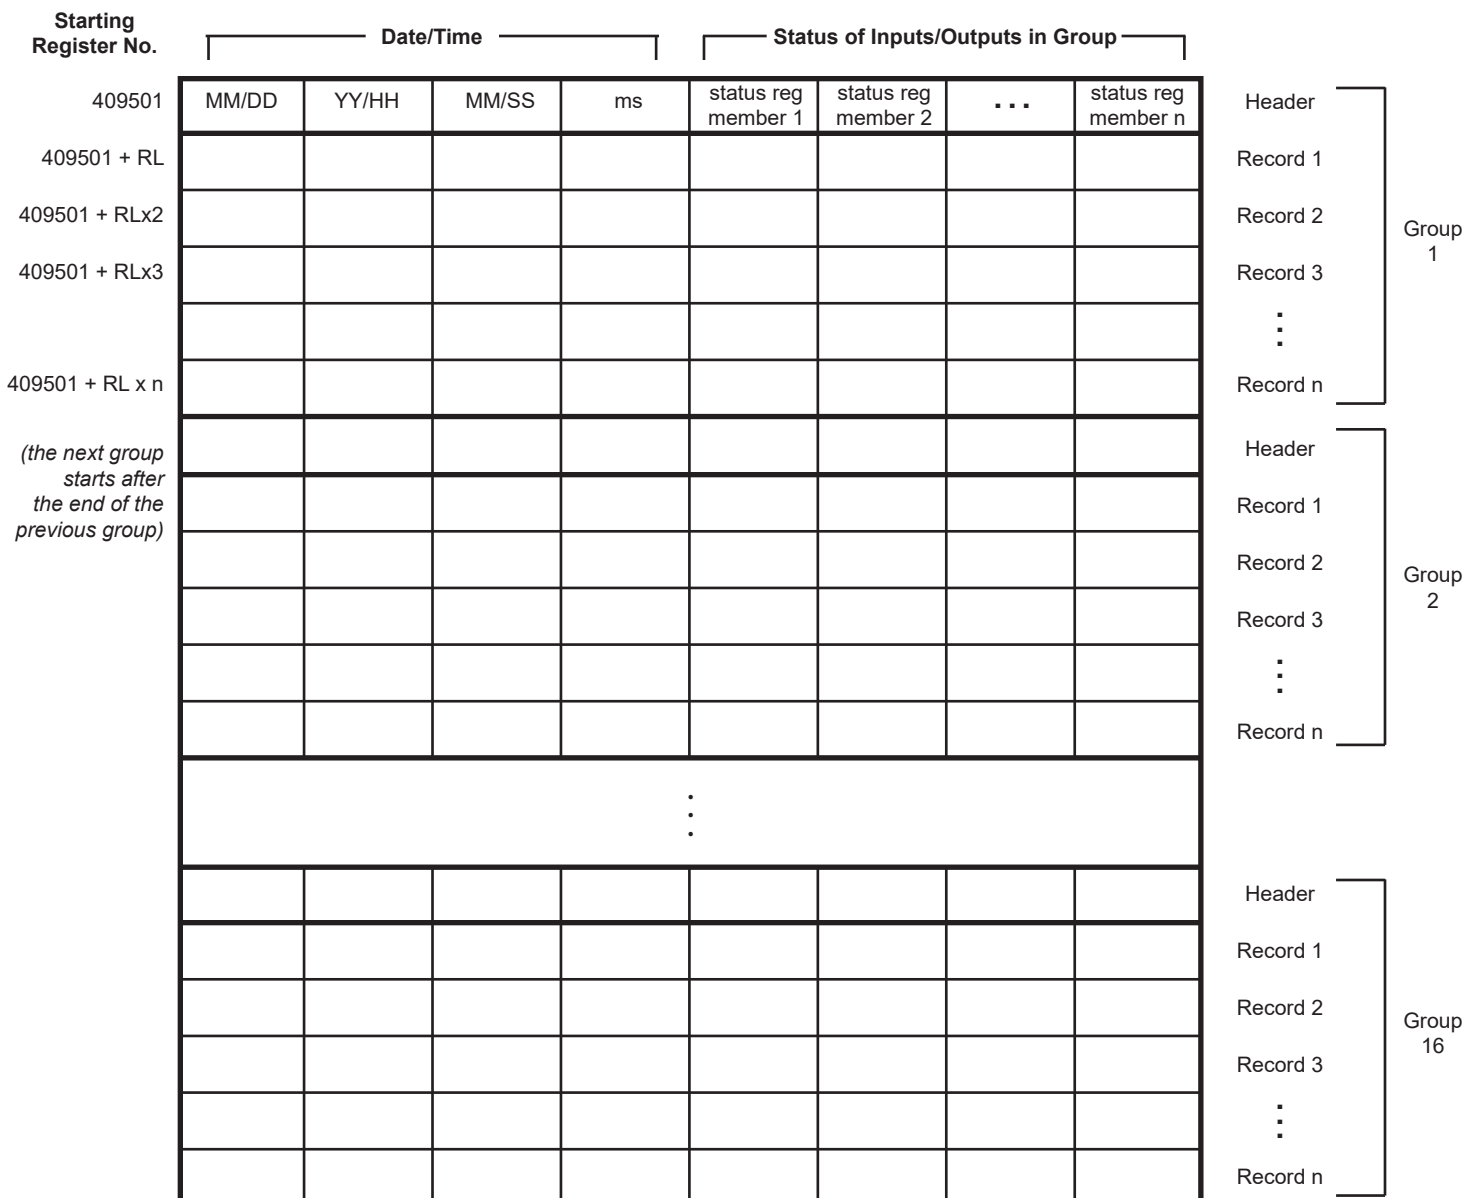 Starting
Register No.
Date/Time
Status of Inputs/Outputs in Group
409501
MM/DD
YY/HH
MM/SS
ms
status reg
member 1
status reg
member 2
. . .
status reg
member n
Header
409501 + RL
Record 1
409501 + RLx2
Record 2
409501 + RLx3
Record 3
Group
1
409501 + RL x n
Record n
(the next group
starts after
the end of the
previous group)
Header
Record 1
Record 2
Record 3
Record n
Group
2
Header
Record 1
Record 2
Record 3
Record n
Group
16